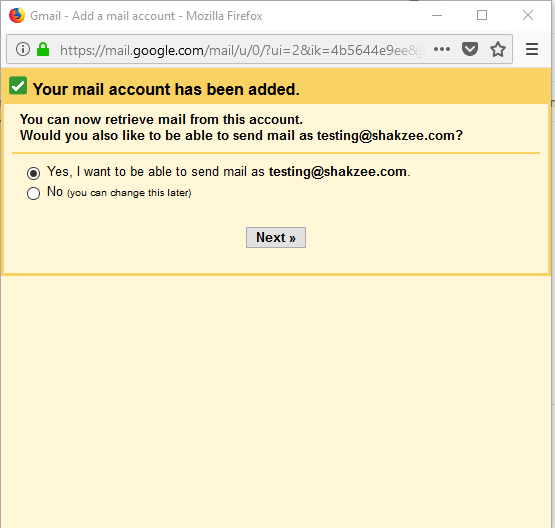 Gmail - Add a mail account - Mozilla Firefox
https://mail.google.com/mail/u/0/?ui=2&ik=4b5644e9ee&
Your mail account has been added.
You can now retrieve mail from this account.
Would you also like to be able to send mail as testing@shakzee.com?
Yes, I want to be able to send mail as testing@shakzee.com.
No (you can change this later)
Next »